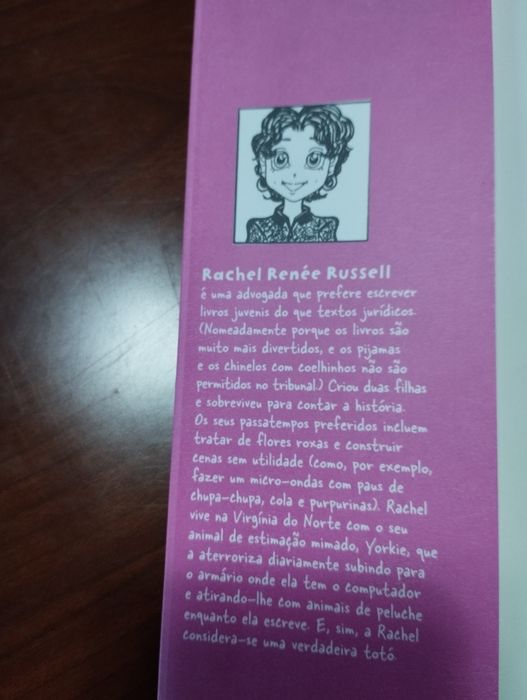 Rachel Renée Russell
é uma advogada que prefere escrever
livros juvenis do que textos jurídicos.
(Nomeadamente porque os livros são
muito mais divertidos, e os pijamas
e os chinelos com coelhinhos não são
permitidos no tribunal.) Criou duas filhas
e sobreviveu para contar a história.
Os seus passatempos preferidos incluem
tratar de flores roxas e construir
cenas sem utilidade (como, por exemplo,
fazer um micro-ondas com paus de
chupa-chupa, cola e purpurinas). Rachel
vive na Virgínia do Norte com o seu
animal de estimação mimado, Yorkie, que
a aterroriza diariamente subindo para
o armário onde ela tem o computador
e atirando-lhe com animais de peluche
enquanto ela escreve. E, sim, a Rachel
considera-se uma verdadeira totó.